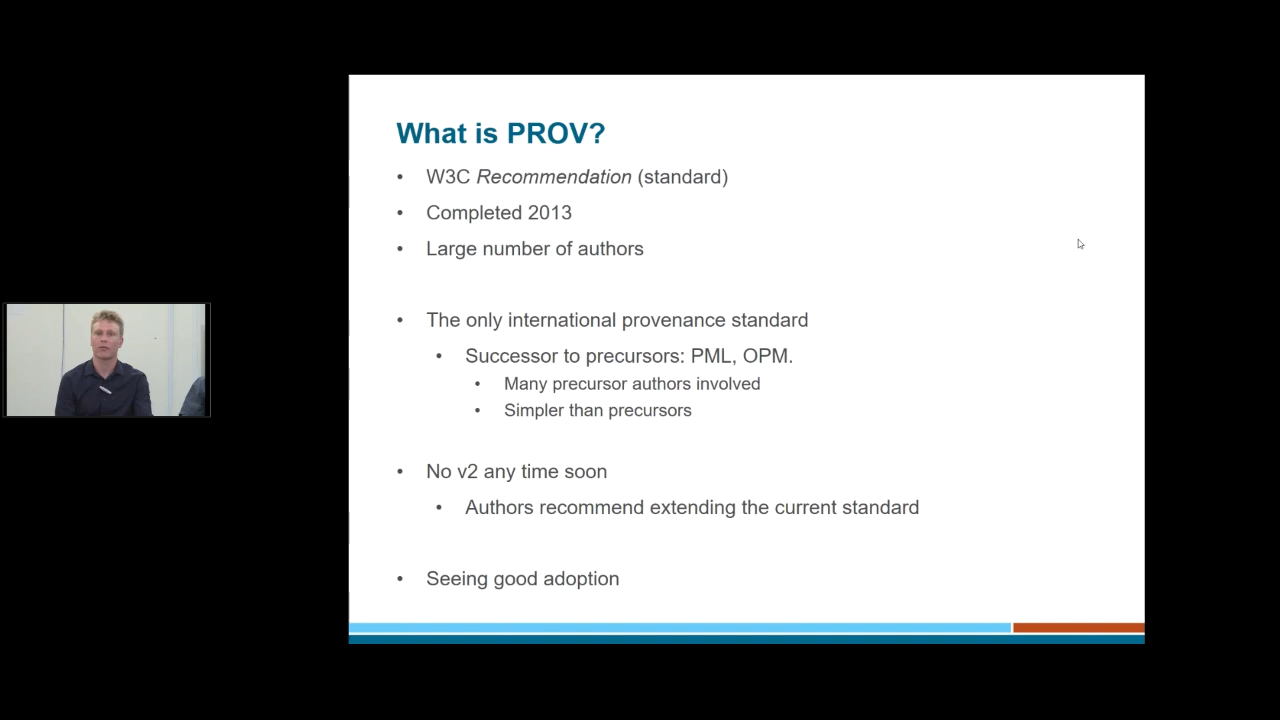 What is PROV?
• W3C Recommendation (standard)
• Completed 2013
• Large number of authors
• The only international provenance standard
• Successor to precursors: PML, OPM.
• Many precursor authors involved
• Simpler than precursors
• No v2 any time soon
• Authors recommend extending the current standard
• Seeing good adoption